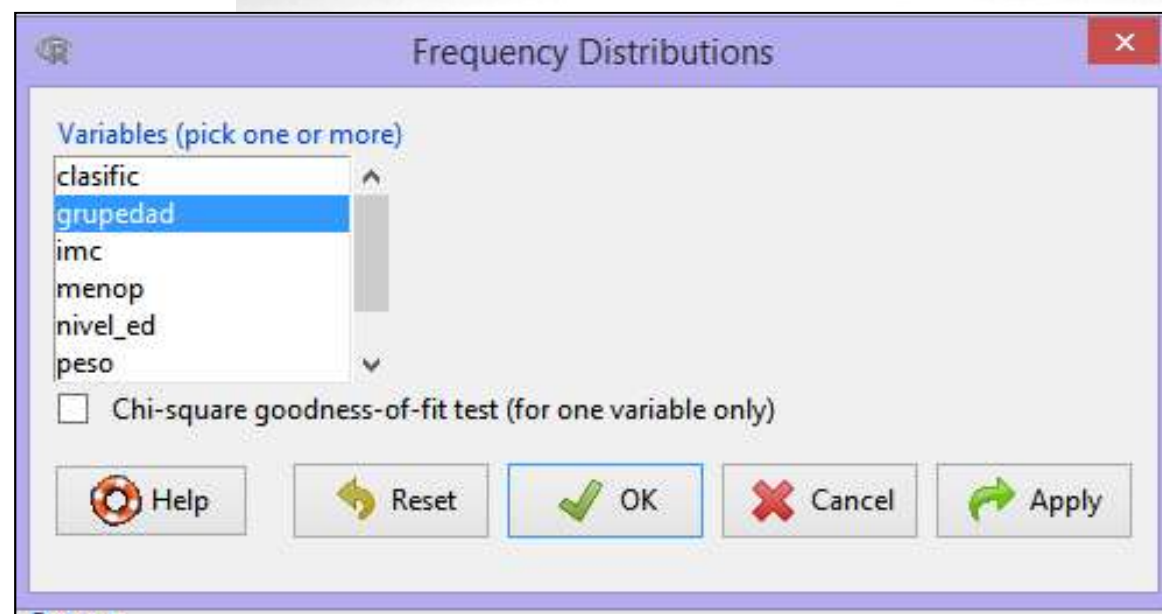 Frequency Distributions
Variables (pick one or more)
clasific
grupedad
imc
menop
nivel_ed
peso
Chi-square goodness-of-fit test (for one variable only)
Help Reset OK Cancel Apply